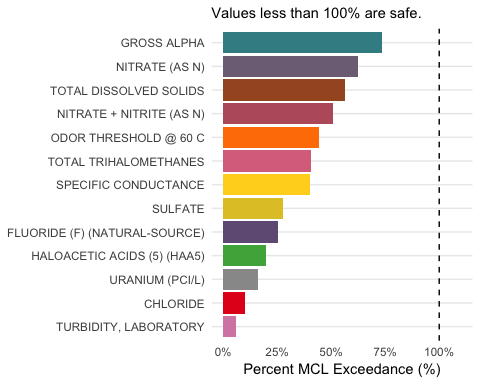 Values less than 100% are safe.
GROSS ALPHA
NITRATE (AS N)
TOTAL DISSOLVED SOLIDS
NITRATE + NITRITE (AS N)
ODOR THRESHOLD @ 60 C
TOTAL TRIHALOMETHANES
SPECIFIC CONDUCTANCE
SULFATE
FLUORIDE (F) (NATURAL-SOURCE)
HALOACETIC ACIDS (5) (HAA5)
URANIUM (PCI/L)
CHLORIDE
TURBIDITY, LABORATORY
0% 25% 50% 75% 100%
Percent MCL Exceedance (%)